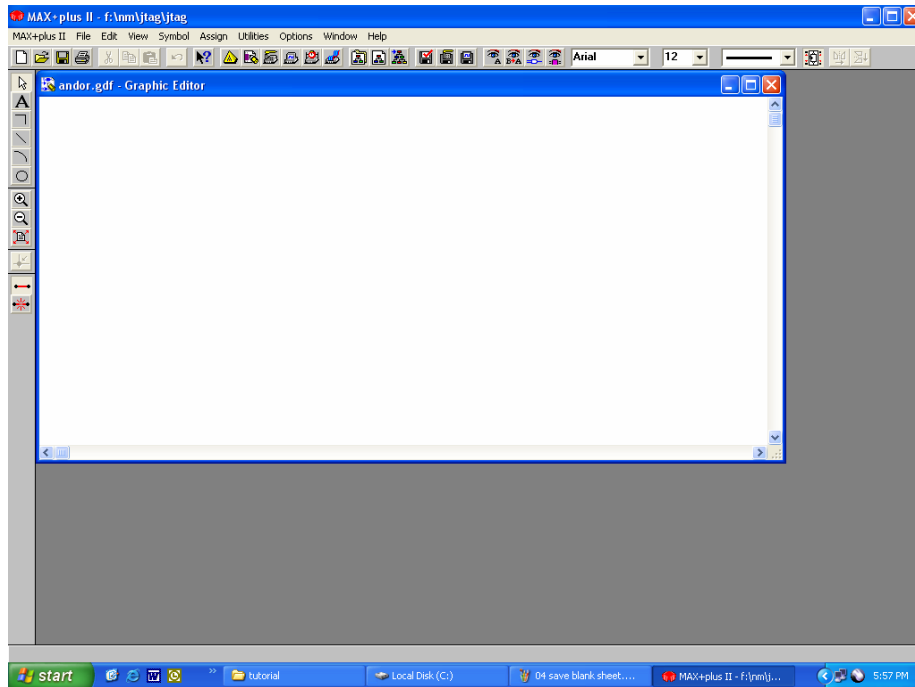 MAX+plus II - f:\nm\jtag\jtag
MAX+plus II File Edit View Symbol Assign Utilities Options Window Help
Arial 12
andor.gdf - Graphic Editor
A
start tutorial Local Disk (C:) 04 save blank sheet.... MAX+plus II - f:\nm\j... 5:57 PM